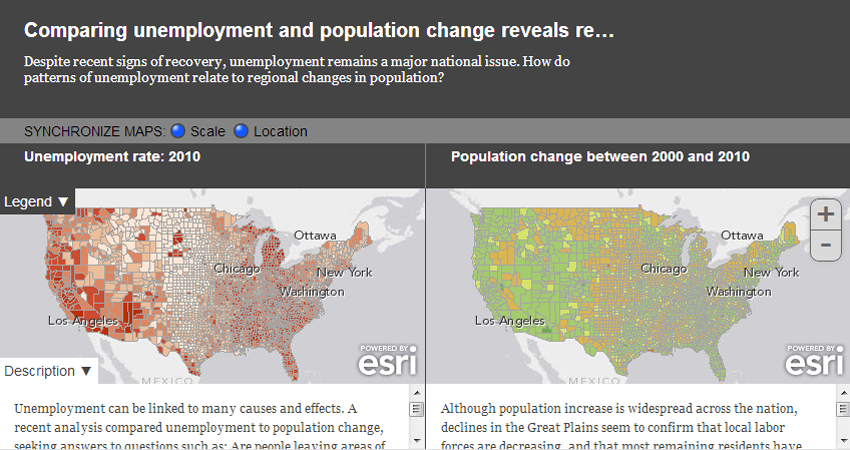 Comparing unemployment and population change reveals re…
Despite recent signs of recovery, unemployment remains a major national issue. How do
patterns of unemployment relate to regional changes in population?
SYNCHRONIZE MAPS: Scale Location
Unemployment rate: 2010
Population change between 2000 and 2010
Legend ▼
Ottawa
Chicago
New York
Washington
Los Angeles
MEXICO
POWERED BY
esri
Ottawa
Chicago
New York
Washington
Los Angeles
MEXICO
POWERED BY
esri
+
-
Description ▼
Unemployment can be linked to many causes and effects. A
recent analysis compared unemployment to population change,
seeking answers to questions such as: Are people leaving areas of
Although population increase is widespread across the nation,
declines in the Great Plains seem to confirm that local labor
forces are decreasing, and that most remaining residents have